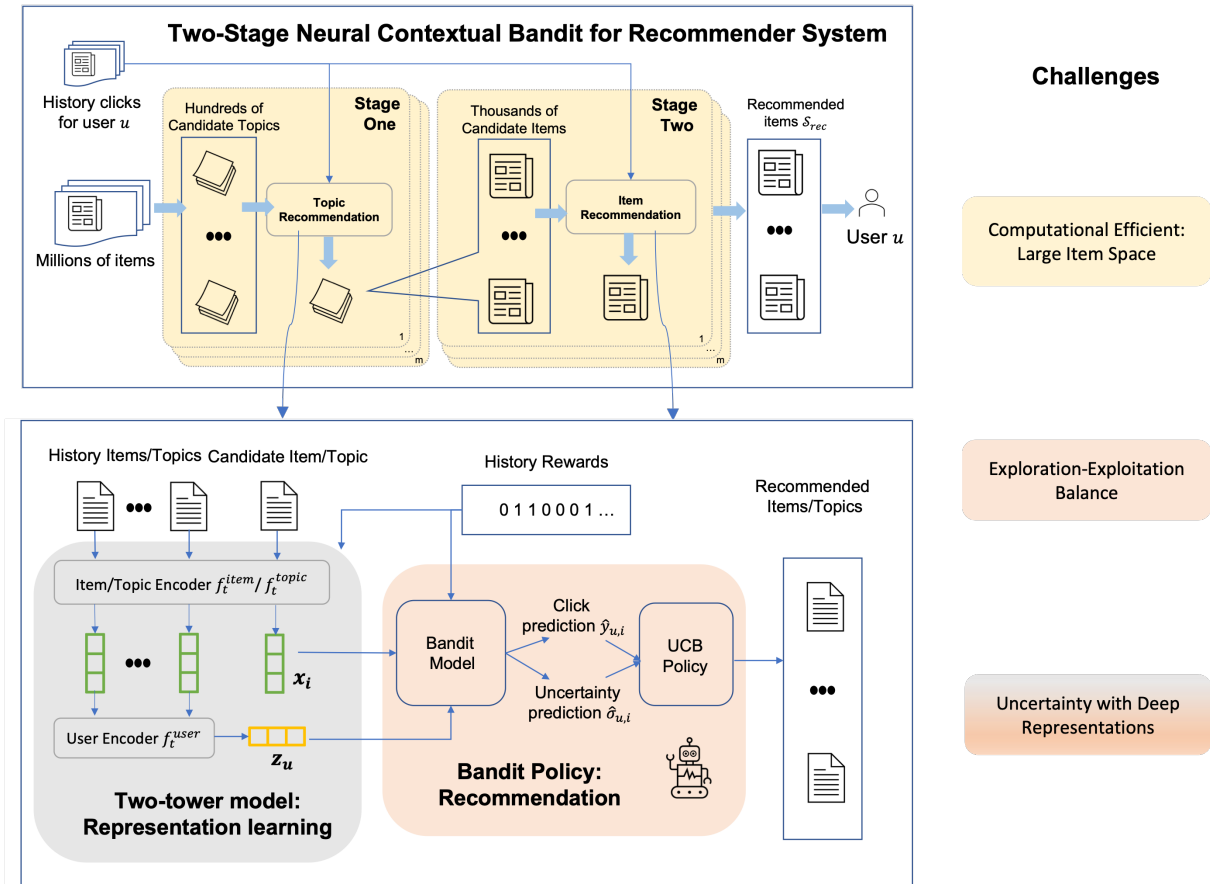 Two-Stage Neural Contextual Bandit for Recommender System
History clicks
for user u
Millions of items
Hundreds of
Candidate Topics
Stage
One
Topic
Recommendation
1
...
m
Thousands of
Candidate Items
Stage
Two
Item
Recommendation
1
...
m
Recommended
items 𝒮_rec
User u
Challenges
Computational Efficient:
Large Item Space
Exploration-Exploitation
Balance
Uncertainty with Deep
Representations
History Items/Topics
Candidate Item/Topic
History Rewards
0 1 1 0 0 0 1 ...
Recommended
Items/Topics
Item/Topic Encoder f_t^item / f_t^topic
x_i
User Encoder f_t^user
z_u
Two-tower model:
Representation learning
Bandit
Model
Click
prediction ŷ_u,i
Uncertainty
prediction σ̂_u,i
UCB
Policy
Bandit Policy:
Recommendation